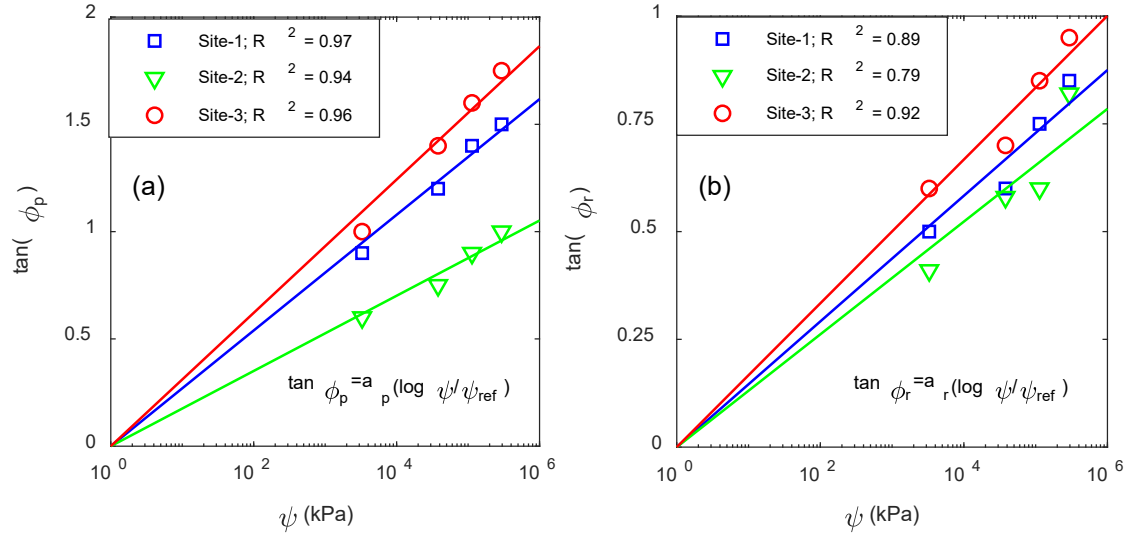 Site-1; R 2 = 0.97
Site-2; R 2 = 0.94
Site-3; R 2 = 0.96
(a)
tan ϕp =ap (log ψ/ψref)
tan( ϕp)
2
1.5
1
0.5
0
10^0 10^2 10^4 10^6
ψ (kPa)
Site-1; R 2 = 0.89
Site-2; R 2 = 0.79
Site-3; R 2 = 0.92
(b)
tan ϕr =ar (log ψ/ψref)
tan( ϕr)
1
0.75
0.5
0.25
0
10^0 10^2 10^4 10^6
ψ (kPa)